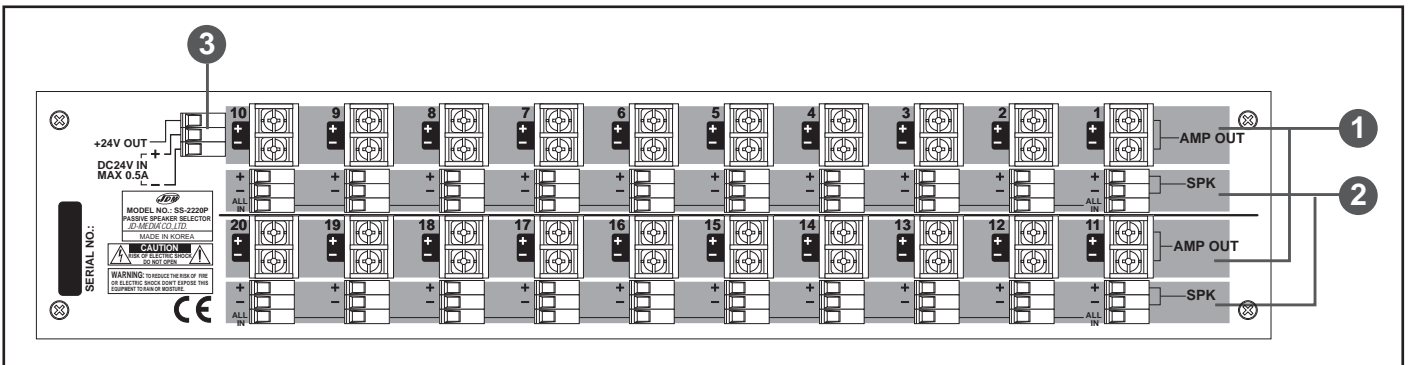 3
10 9 8 7 6 5 4 3 2 1
+ - + - + - + - + - + - + - + - + - + -
+24V OUT
+
DC24V IN
MAX 0.5A
-
AMP OUT
1
+ + + + + + + + + +
- - - - - - - - - -
ALL IN
ALL IN
SPK
2
JDM
MODEL NO.: SS-2220P
PASSIVE SPEAKER SELECTOR
JD-MEDIA CO.,LTD.
MADE IN KOREA
SERIAL NO.:
CAUTION
RISK OF ELECTRIC SHOCK
DO NOT OPEN
WARNING: TO REDUCE THE RISK OF FIRE
OR ELECTRIC SHOCK DON'T EXPOSE THIS
EQUIPMENT TO RAIN OR MOISTURE.
CE
20 19 18 17 16 15 14 13 12 11
+ - + - + - + - + - + - + - + - + - + -
AMP OUT
+ + + + + + + + + +
- - - - - - - - - -
ALL IN
ALL IN
SPK